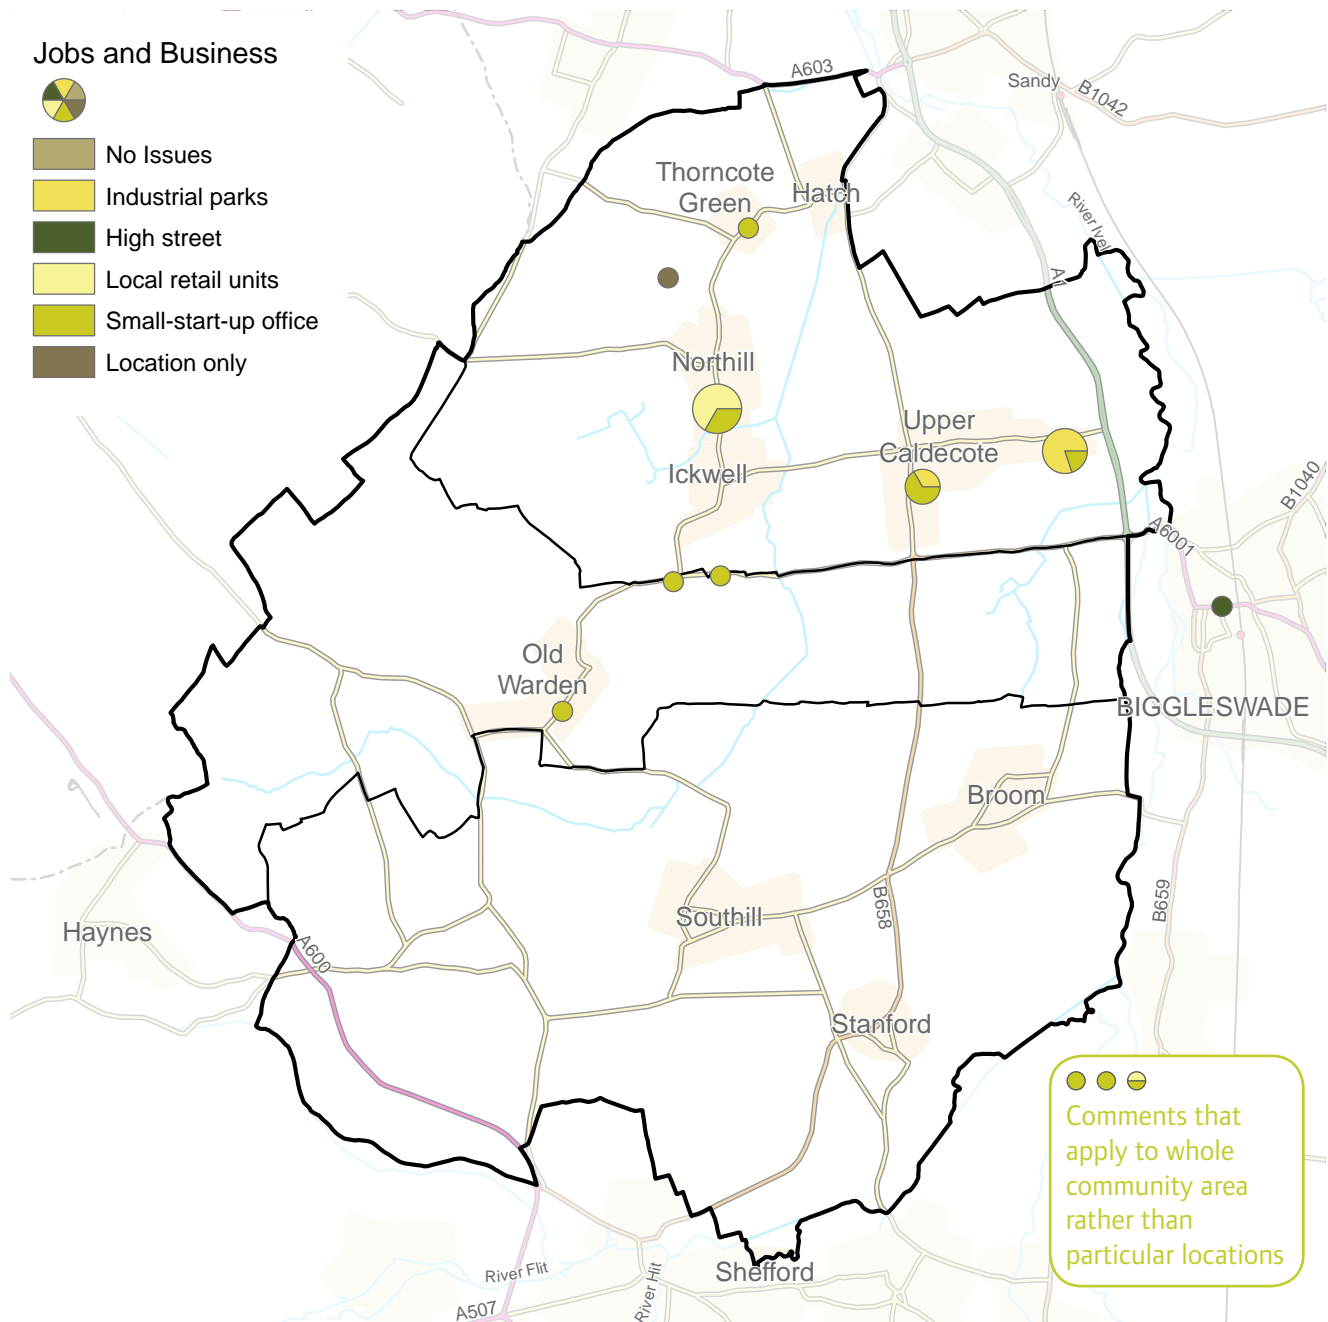 Jobs and Business
No Issues
Industrial parks
High street
Local retail units
Small-start-up office
Location only
A603
Sandy
B1042
Thorncote
Green
Hatch
River Ivel
A1
Northill
Upper
Caldecote
Ickwell
B1040
A6001
Old
Warden
BIGGLESWADE
Broom
B659
B658
Southill
Haynes
A600
Stanford
Comments that
apply to whole
community area
rather than
particular locations
Shefford
River Flit
River Hit
A507